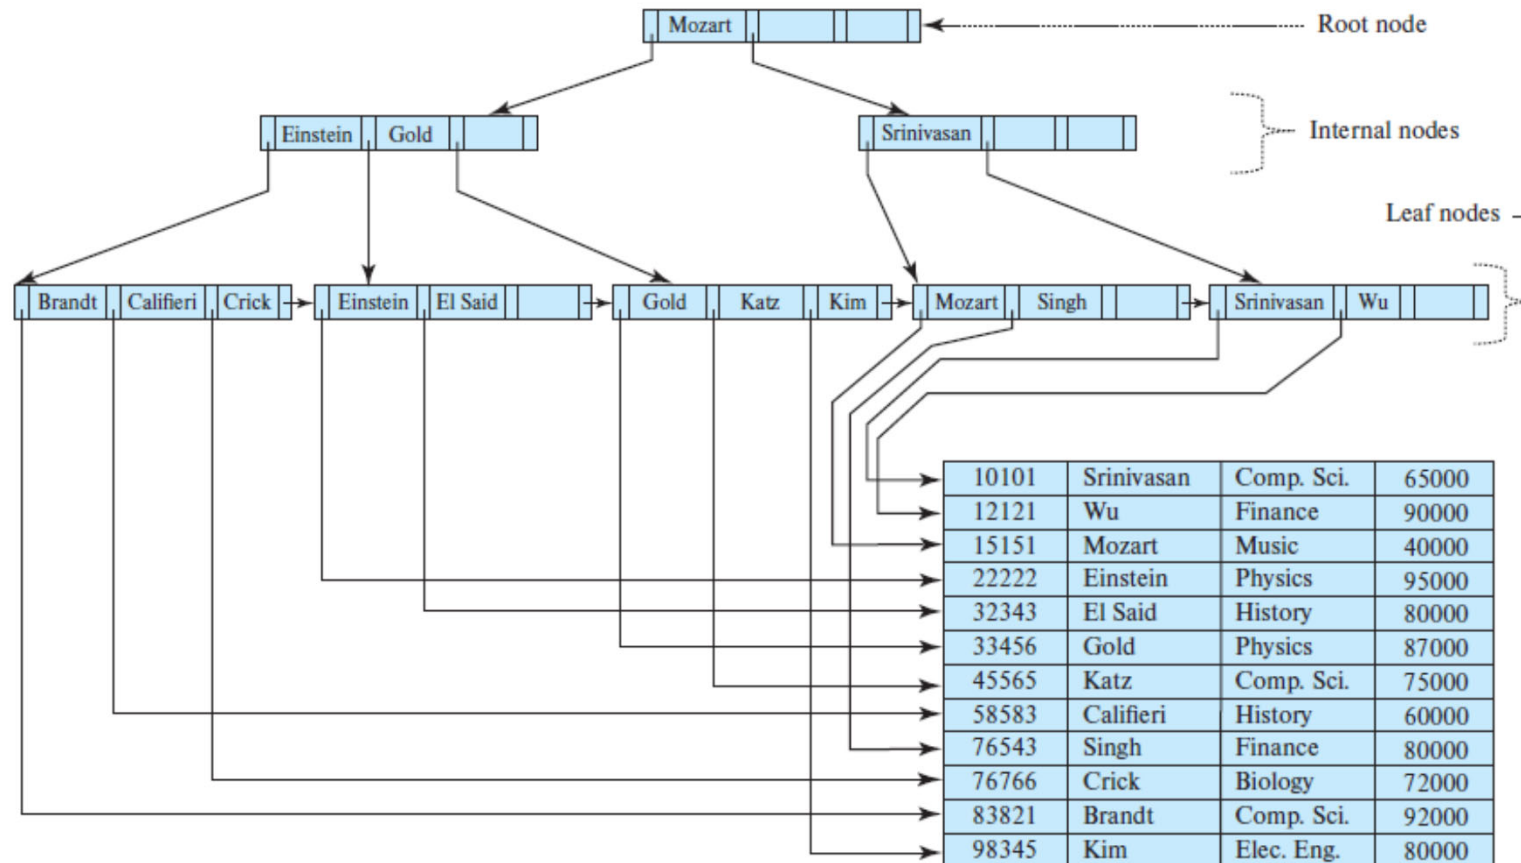 Mozart
Root node
Einstein Gold
Srinivasan
Internal nodes
Leaf nodes
Brandt Califieri Crick Einstein El Said Gold Katz Kim Mozart Singh Srinivasan Wu
10101 Srinivasan Comp. Sci. 65000
12121 Wu Finance 90000
15151 Mozart Music 40000
22222 Einstein Physics 95000
32343 El Said History 80000
33456 Gold Physics 87000
45565 Katz Comp. Sci. 75000
58583 Califieri History 60000
76543 Singh Finance 80000
76766 Crick Biology 72000
83821 Brandt Comp. Sci. 92000
98345 Kim Elec. Eng. 80000